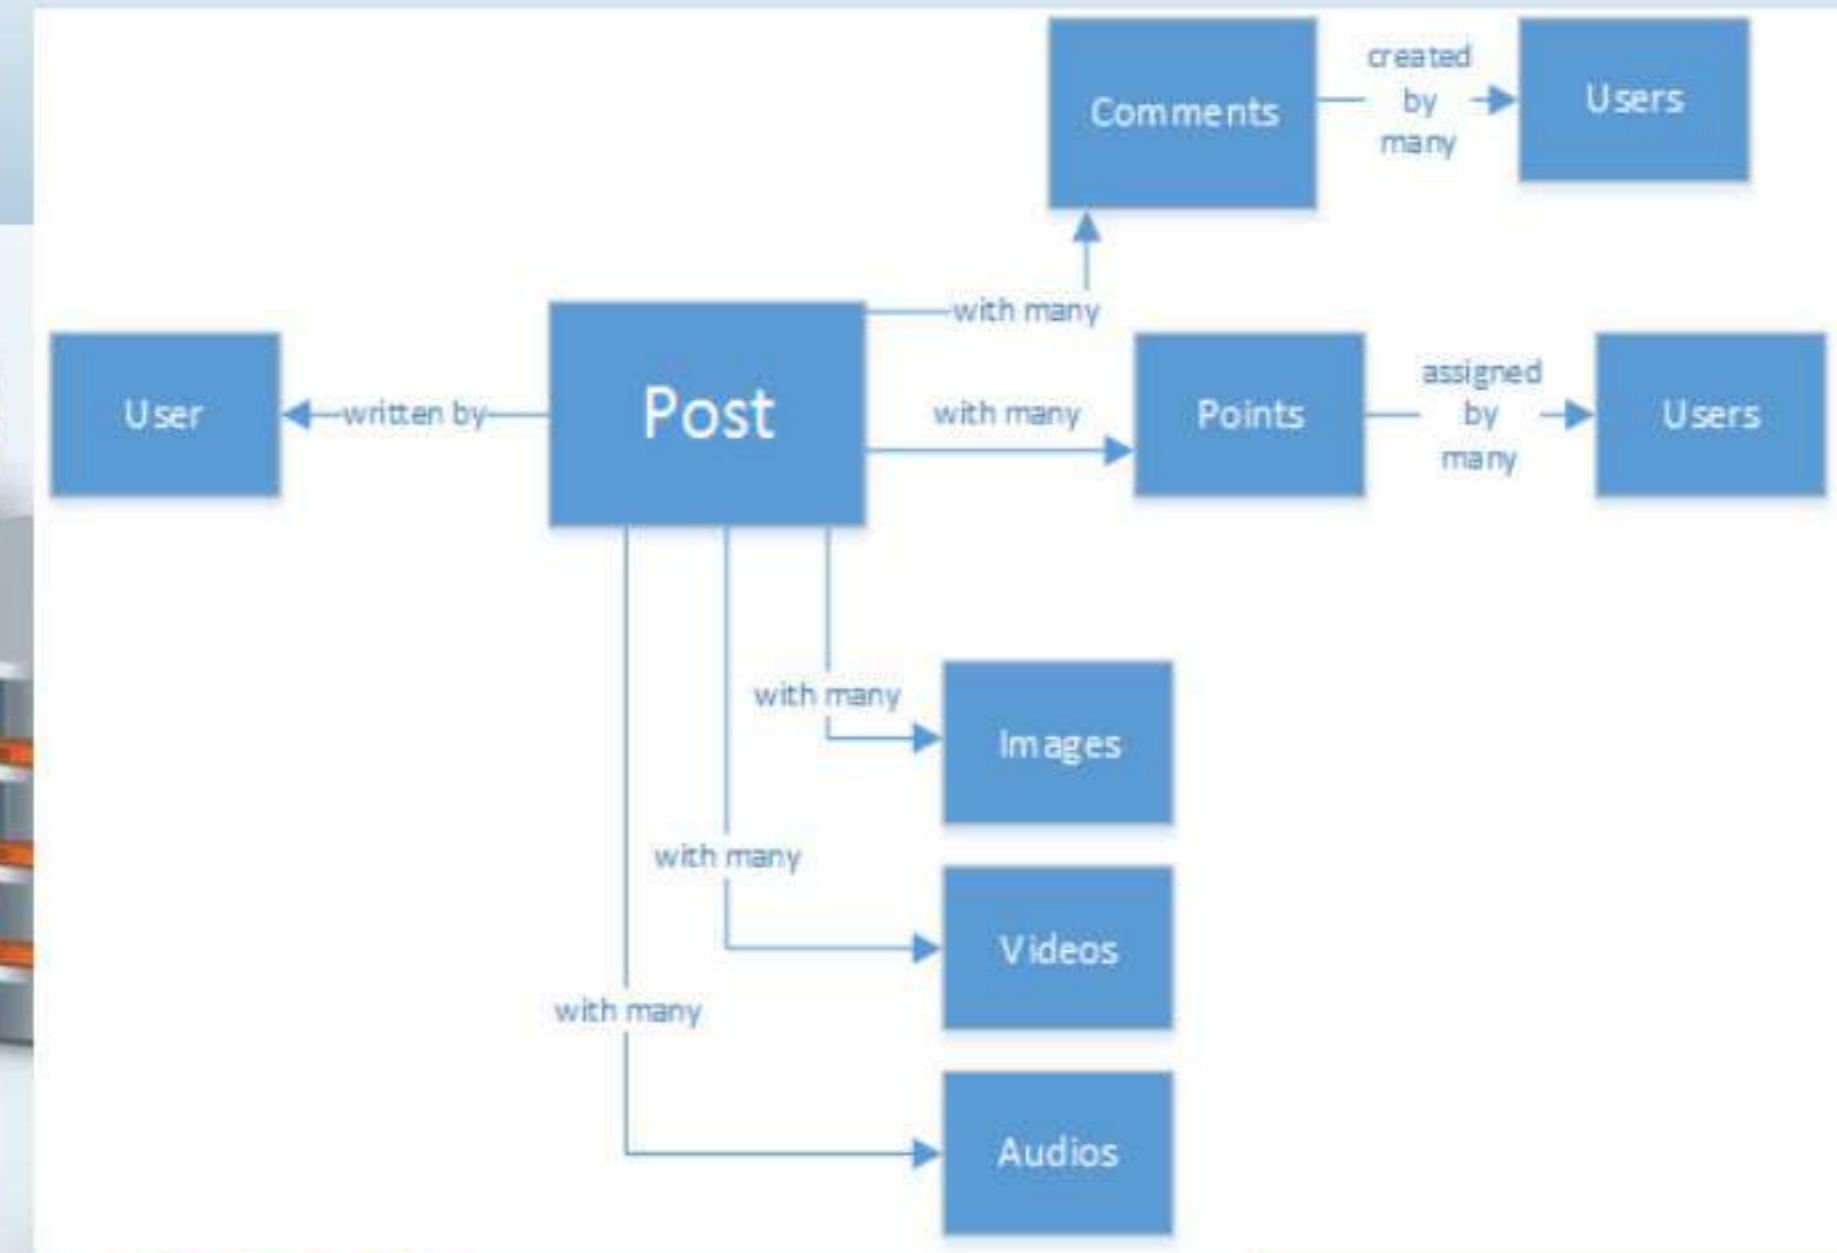 Comments
created
by
many
Users
with many
User
written by
Post
with many
Points
assigned
by
many
Users
with many
Images
with many
Videos
with many
Audios